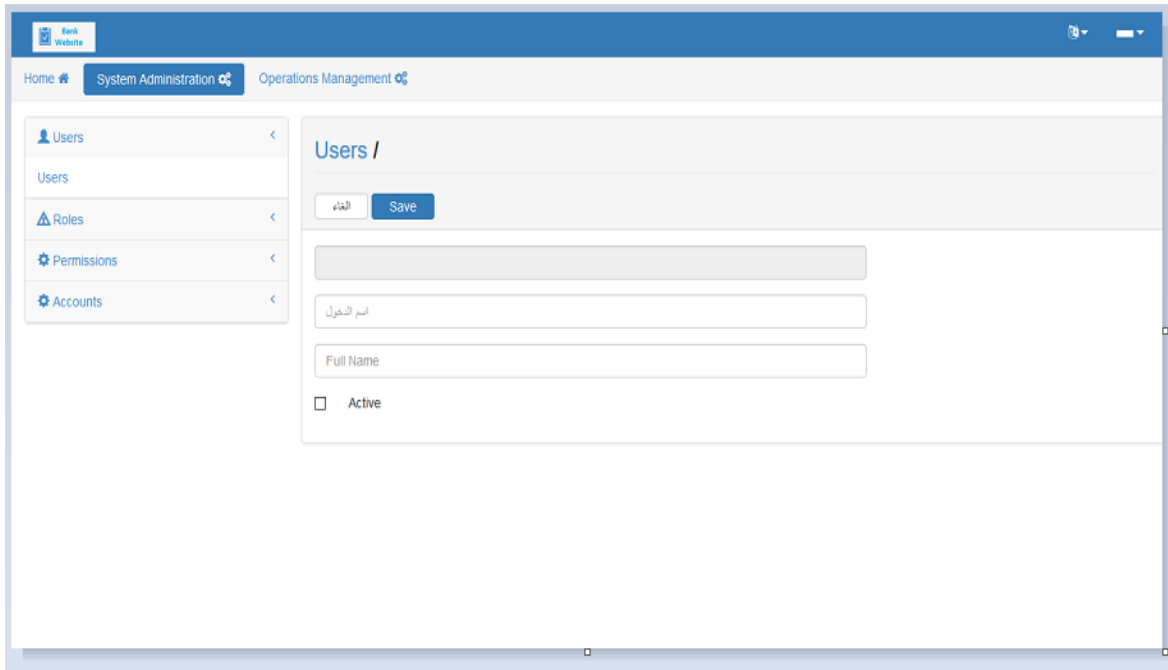 Bank
Website
Home
System Administration
Operations Management
Users
Users
Roles
Permissions
Accounts
Users /
الغاء
Save
اسم الدخول
Full Name
Active